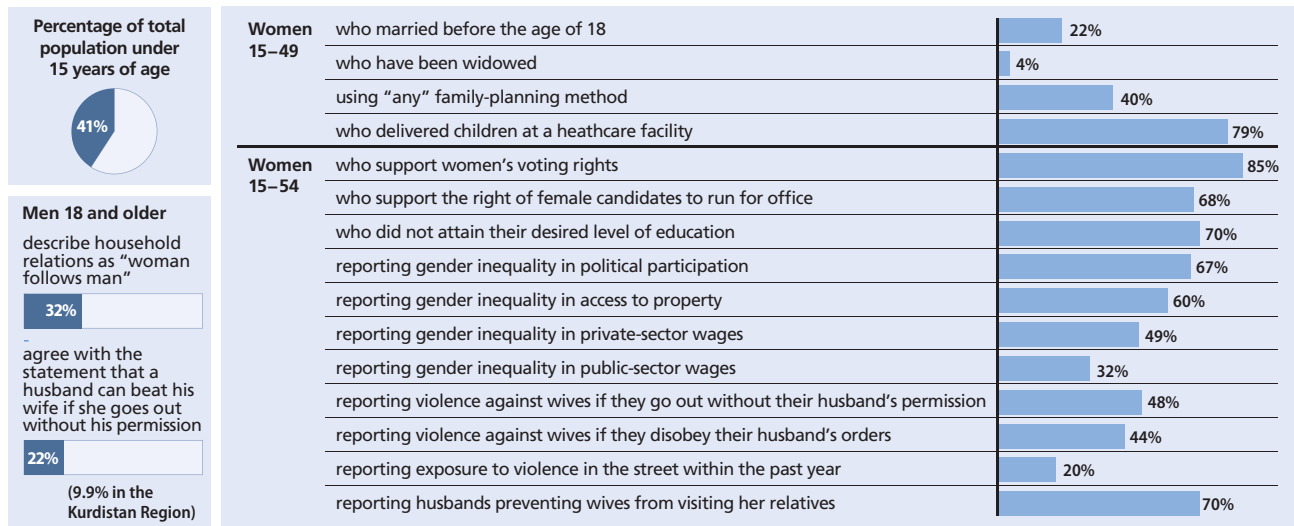 Percentage of total
population under
15 years of age
41%
Men 18 and older
describe household
relations as “woman
follows man”
32%
agree with the
statement that a
husband can beat his
wife if she goes out
without his permission
22%
(9.9% in the
Kurdistan Region)
Women
15–49
who married before the age of 18 22%
who have been widowed 4%
using “any” family-planning method 40%
who delivered children at a heathcare facility 79%
Women
15–54
who support women’s voting rights 85%
who support the right of female candidates to run for office 68%
who did not attain their desired level of education 70%
reporting gender inequality in political participation 67%
reporting gender inequality in access to property 60%
reporting gender inequality in private-sector wages 49%
reporting gender inequality in public-sector wages 32%
reporting violence against wives if they go out without their husband’s permission 48%
reporting violence against wives if they disobey their husband’s orders 44%
reporting exposure to violence in the street within the past year 20%
reporting husbands preventing wives from visiting her relatives 70%